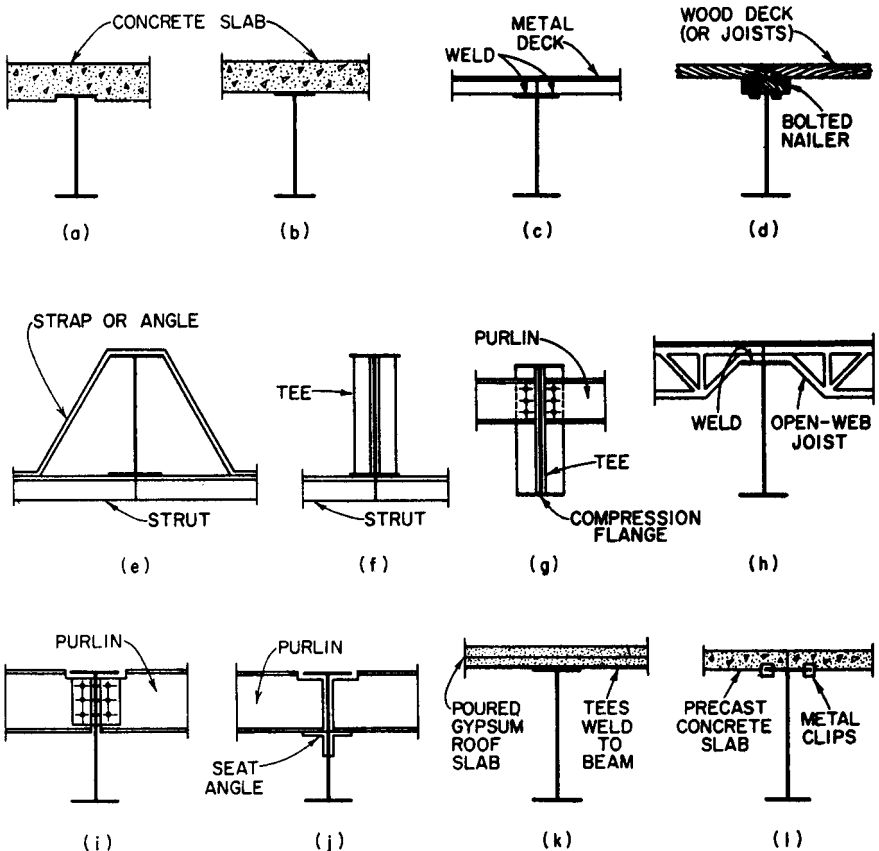 CONCRETE SLAB
(a)
(b)
METAL
DECK
WELD
(c)
WOOD DECK
(OR JOISTS)
BOLTED
NAILER
(d)
STRAP OR ANGLE
STRUT
(e)
TEE
STRUT
(f)
PURLIN
TEE
COMPRESSION
FLANGE
(g)
WELD
OPEN-WEB
JOIST
(h)
PURLIN
(i)
PURLIN
SEAT
ANGLE
(j)
POURED
GYPSUM
ROOF
SLAB
TEES
WELD
TO
BEAM
(k)
PRECAST
CONCRETE
SLAB
METAL
CLIPS
(l)